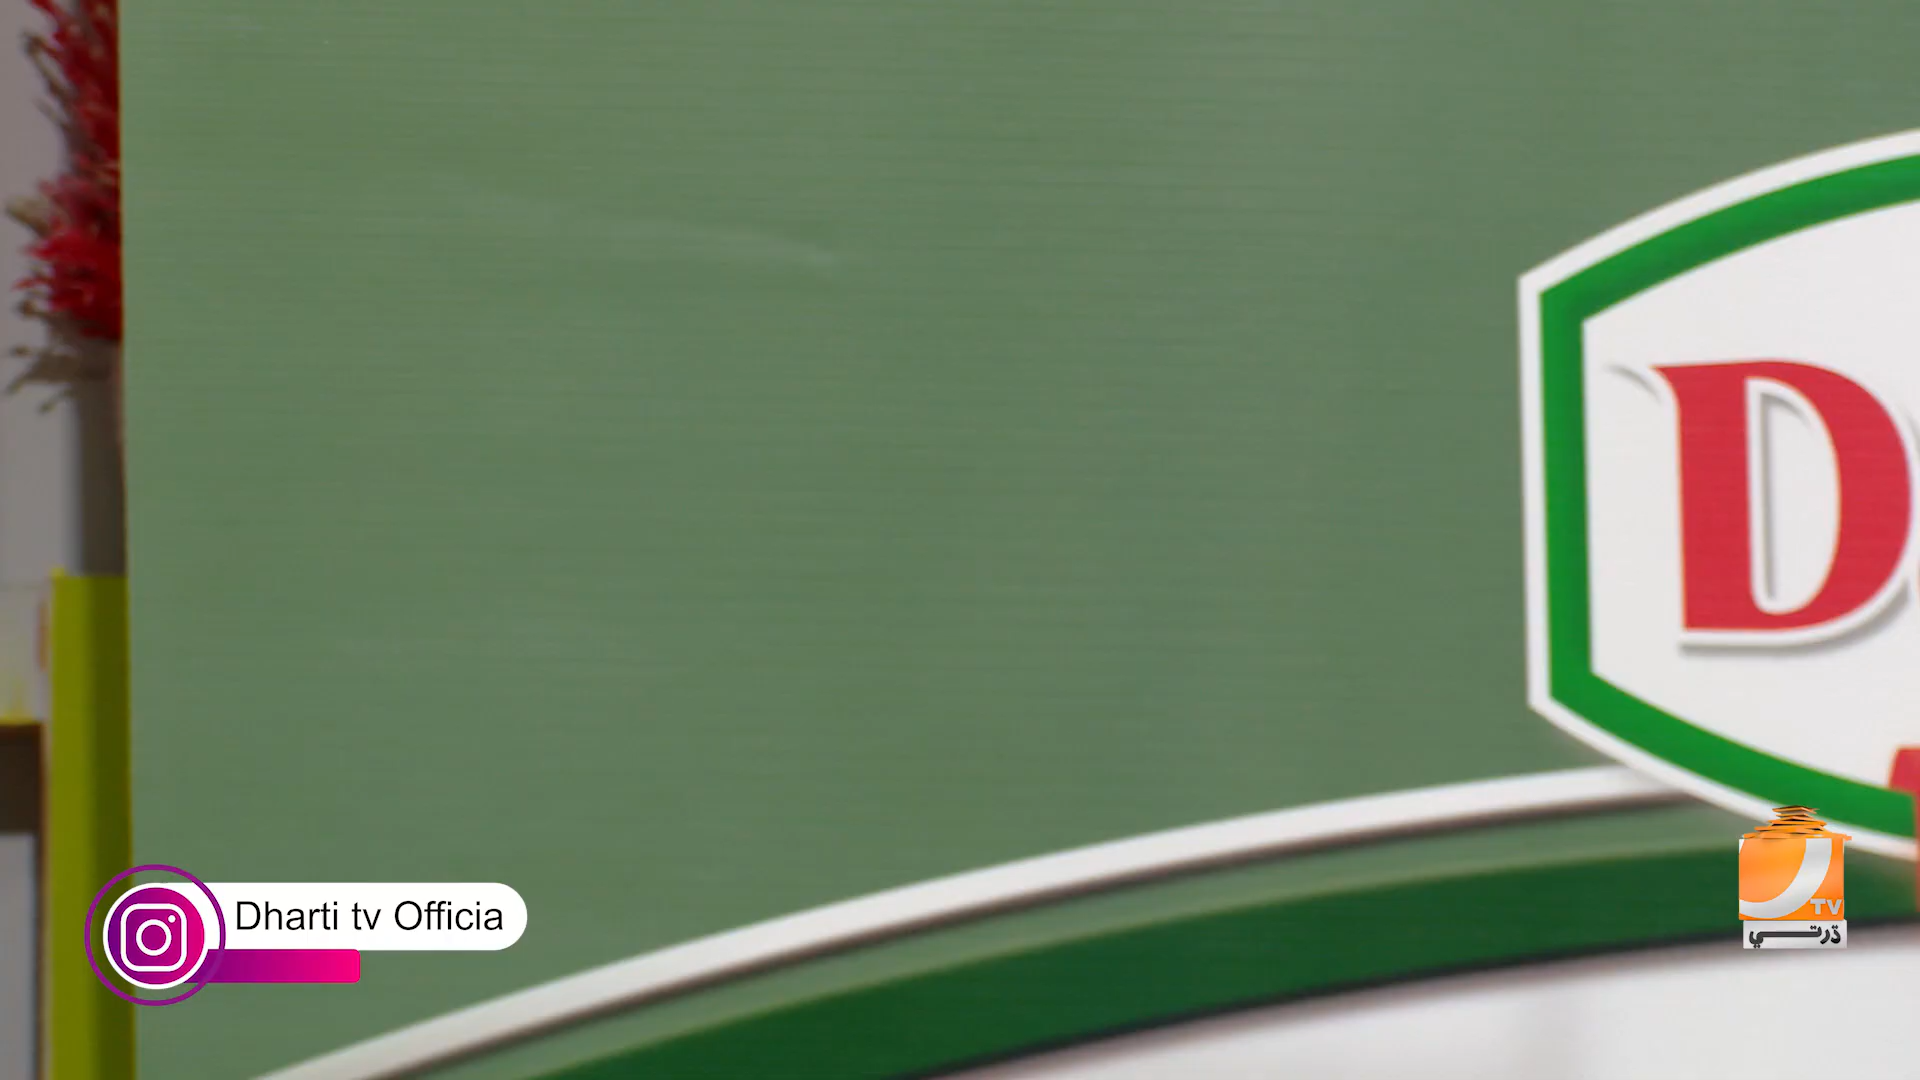 D
Dharti tv Officia
TV
ڌرتي